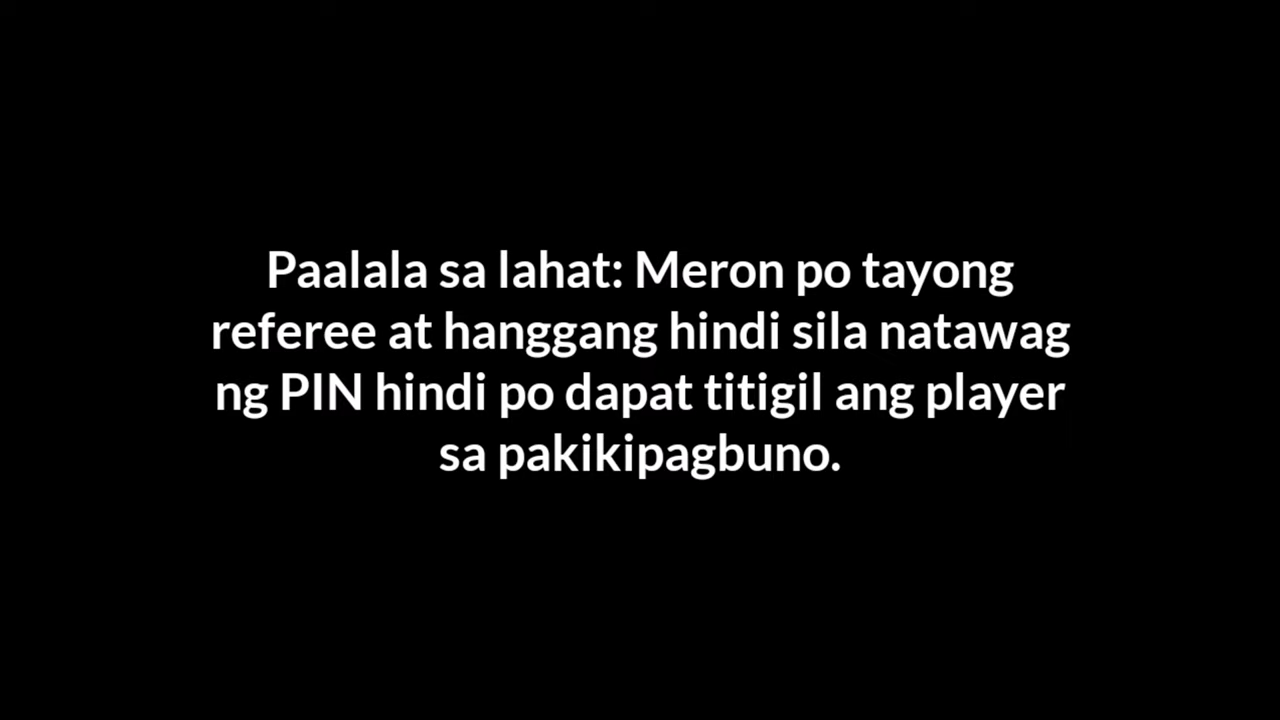 Paalala sa lahat: Meron po tayong
referee at hanggang hindi sila natawag
ng PIN hindi po dapat titigil ang player
sa pakikipagbuno.